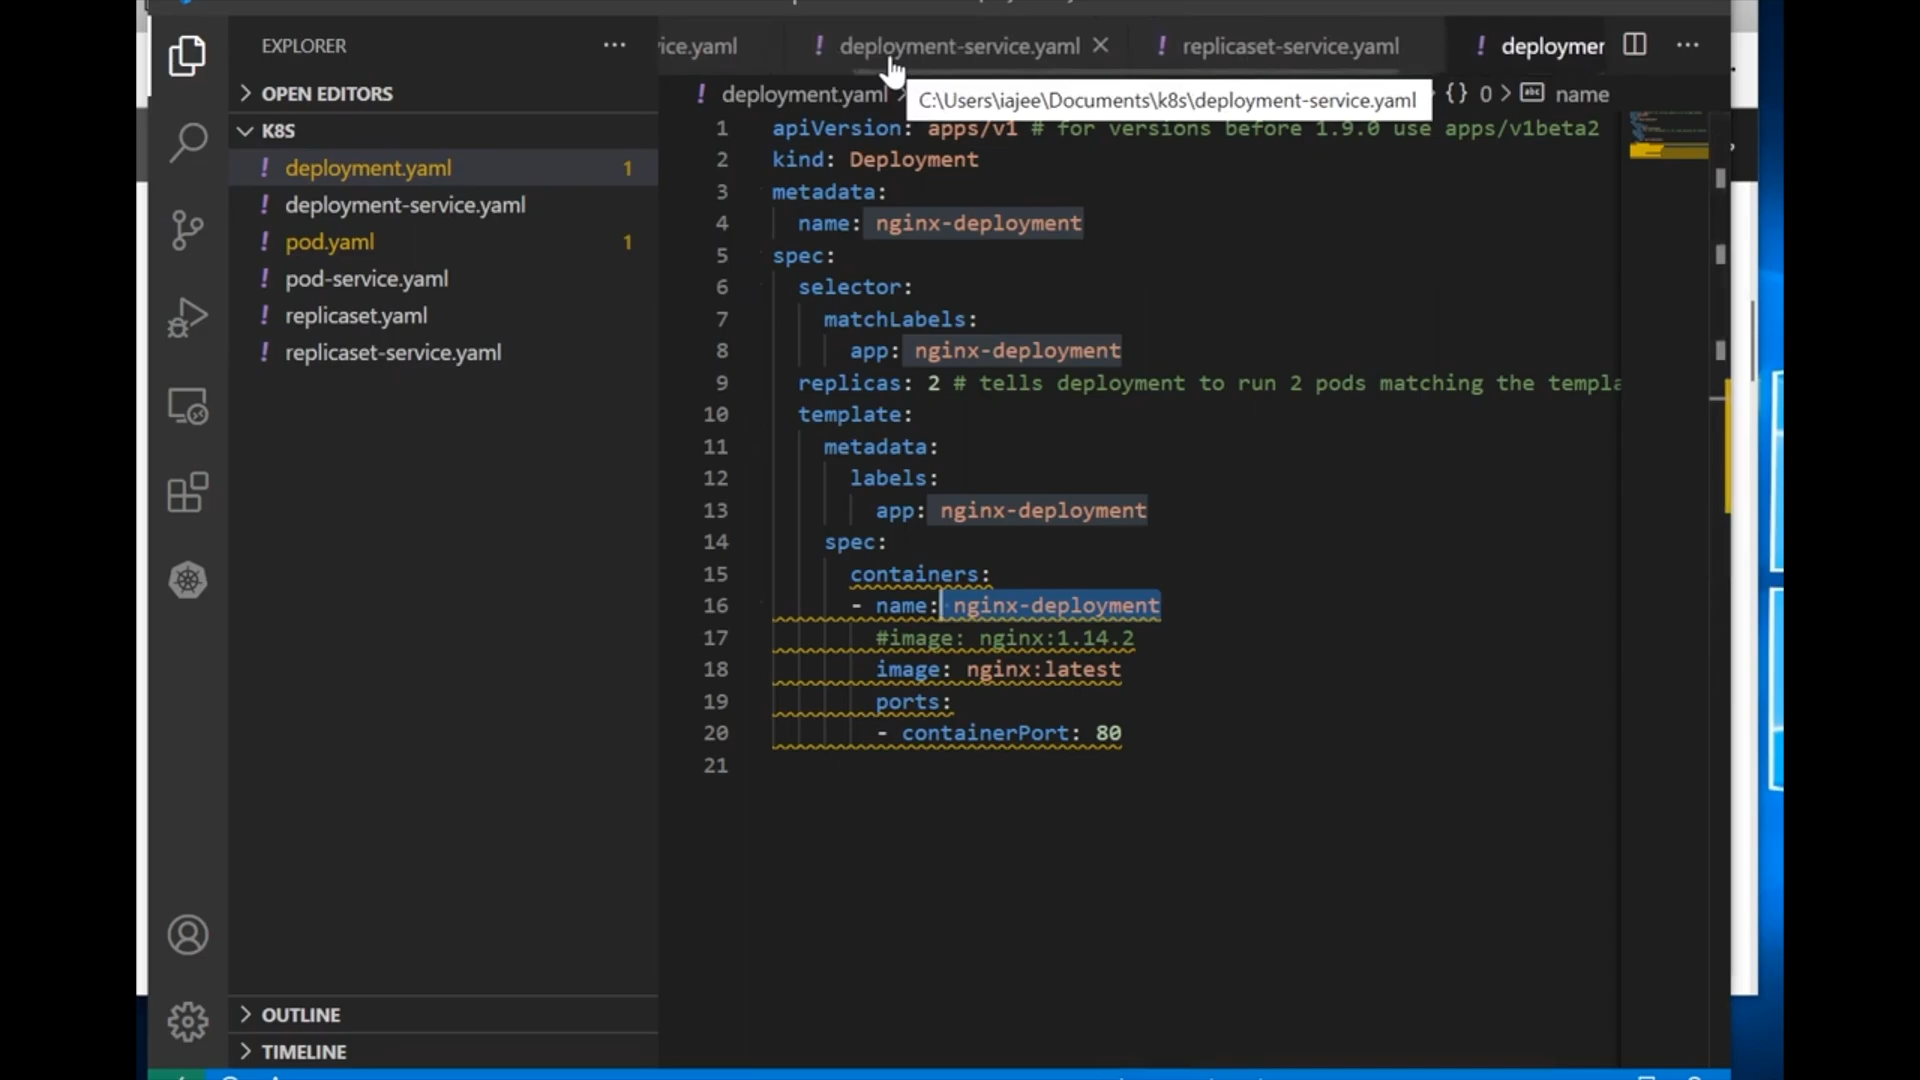 EXPLORER
···
OPEN EDITORS
K8S
deployment.yaml 1
deployment-service.yaml
pod.yaml 1
pod-service.yaml
replicaset.yaml
replicaset-service.yaml
OUTLINE
TIMELINE
ice.yaml
deployment-service.yaml
replicaset-service.yaml
deploymer
deployment.yaml
C:\Users\iajee\Documents\k8s\deployment-service.yaml
{} 0 > abc name
1 apiVersion: apps/v1 # for versions before 1.9.0 use apps/v1beta2
2 kind: Deployment
3 metadata:
4 name: nginx-deployment
5 spec:
6 selector:
7 matchLabels:
8 app: nginx-deployment
9 replicas: 2 # tells deployment to run 2 pods matching the templa
10 template:
11 metadata:
12 labels:
13 app: nginx-deployment
14 spec:
15 containers:
16 - name: nginx-deployment
17 #image: nginx:1.14.2
18 image: nginx:latest
19 ports:
20 - containerPort: 80
21